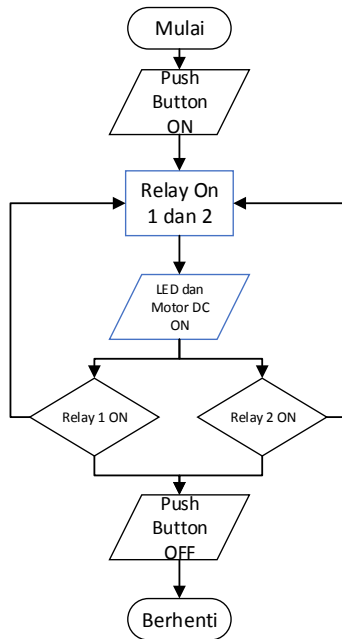 Mulai
Push
Button
ON
Relay On
1 dan 2
LED dan
Motor DC
ON
Relay 1 ON
Relay 2 ON
Push
Button
OFF
Berhenti